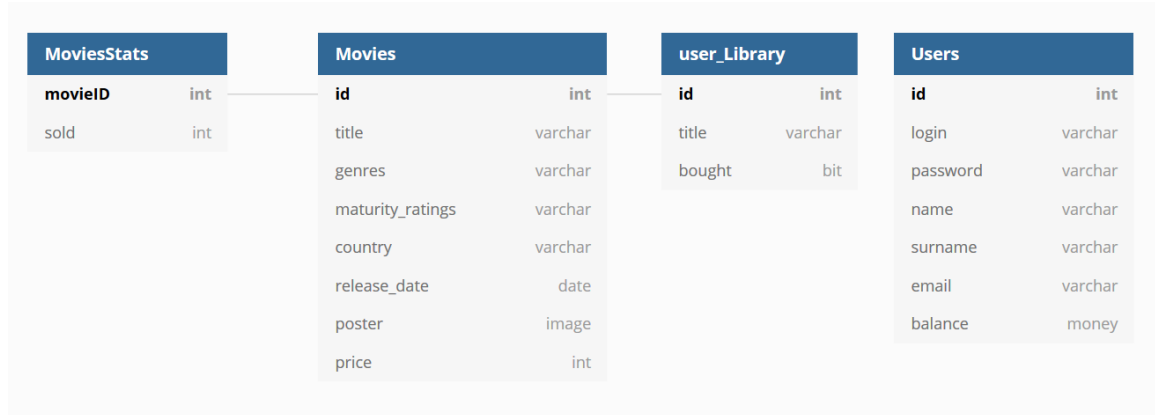 MoviesStats
movieID int
sold int
Movies
id int
title varchar
genres varchar
maturity_ratings varchar
country varchar
release_date date
poster image
price int
user_Library
id int
title varchar
bought bit
Users
id int
login varchar
password varchar
name varchar
surname varchar
email varchar
balance money